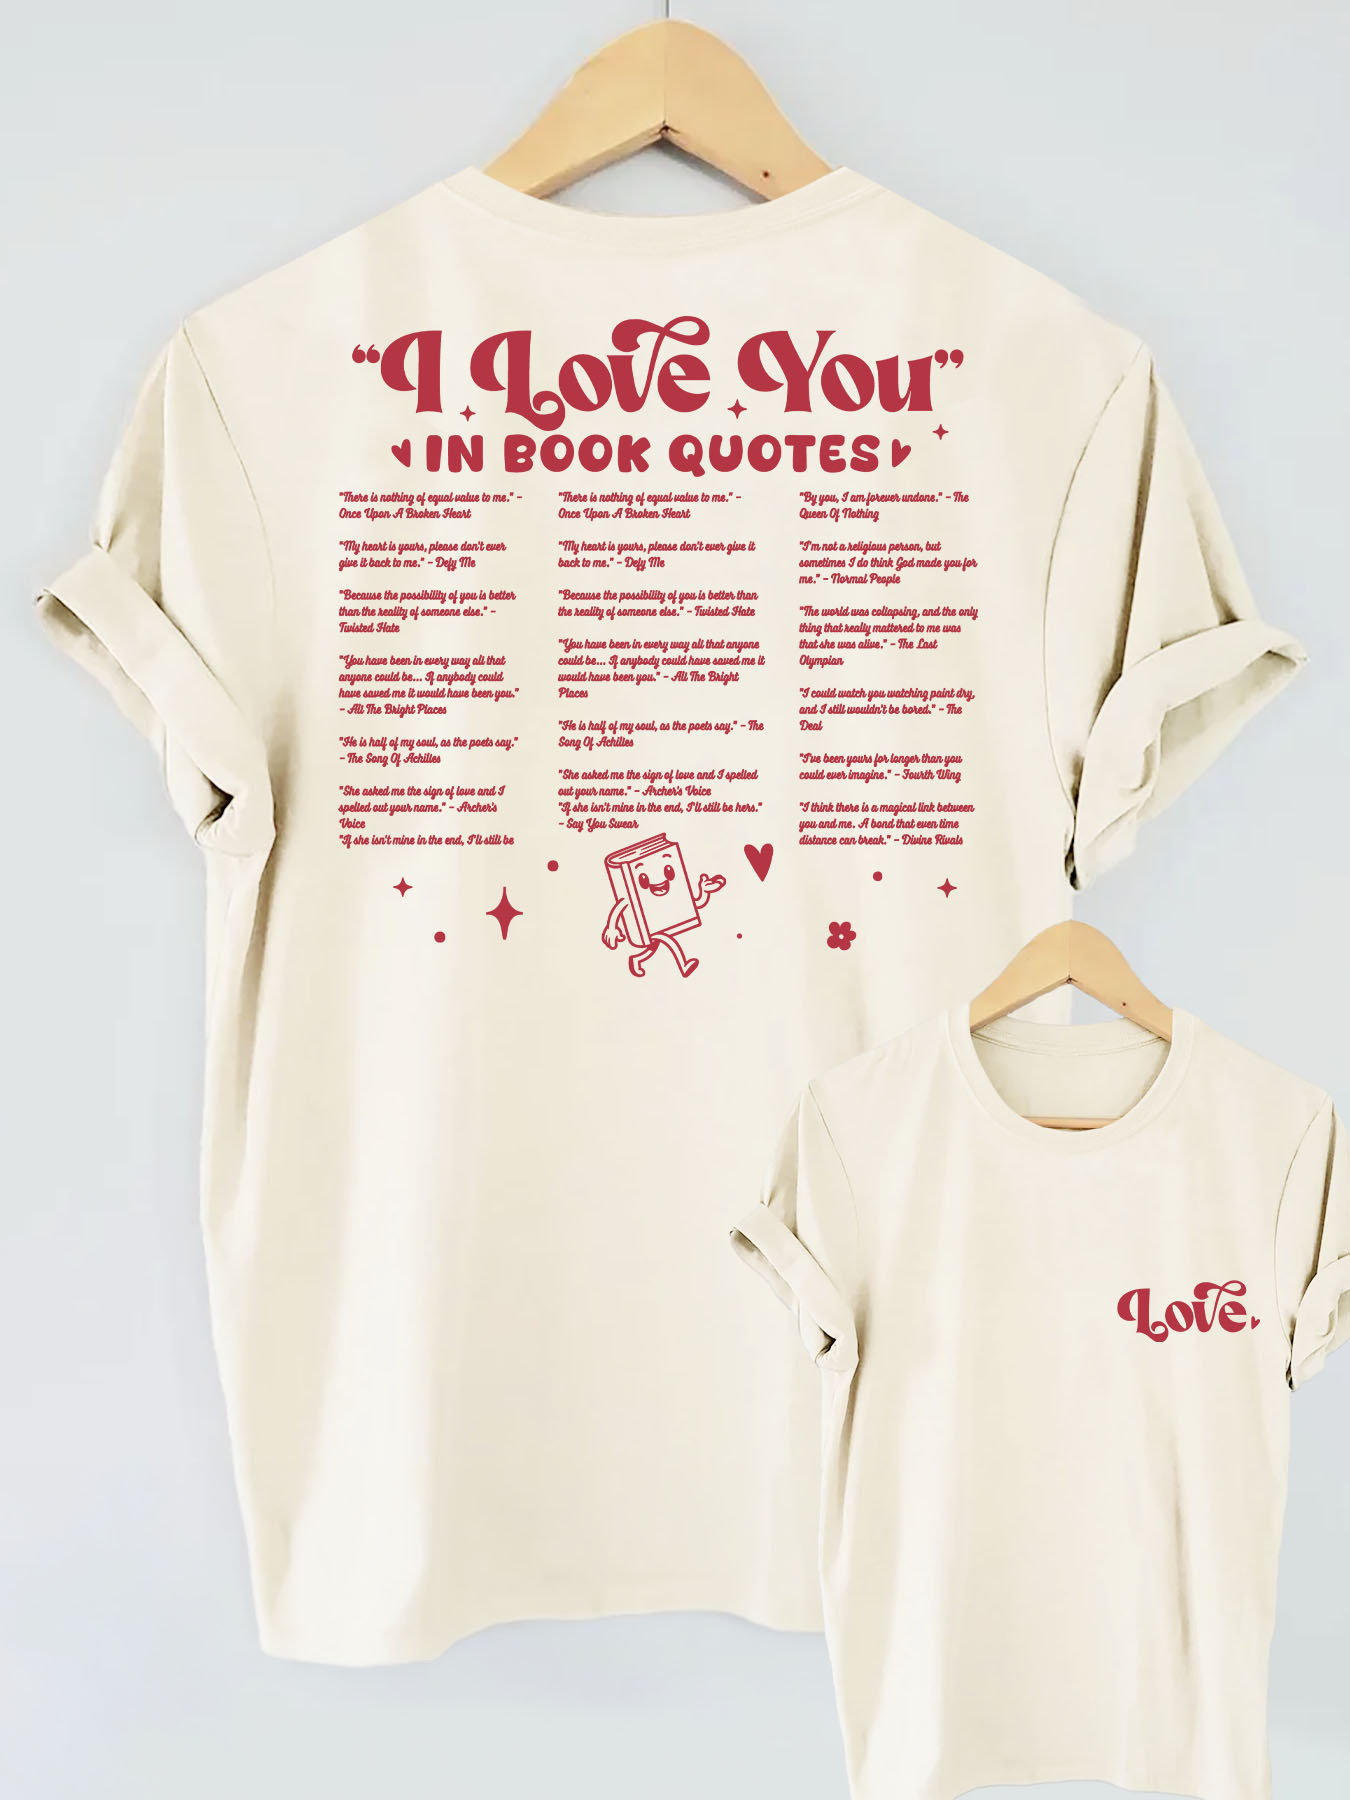 “I Love You”
IN BOOK QUOTES
"There is nothing of equal value to me." –
Once Upon A Broken Heart
"My heart is yours, please don't ever
give it back to me." – Defy Me
"Because the possibility of you is better
than the reality of someone else." –
Twisted Hate
"You have been in every way all that
anyone could be... If anybody could
have saved me it would have been you."
– All The Bright Places
"He is half of my soul, as the poets say."
– The Song Of Achilles
"She asked me the sign of love and I
spelled out your name." – Archer's
Voice
"If she isn't mine in the end, I'll still be
"There is nothing of equal value to me." –
Once Upon A Broken Heart
"My heart is yours, please don't ever give it
back to me." – Defy Me
"Because the possibility of you is better than
the reality of someone else." – Twisted Hate
"You have been in every way all that anyone
could be... If anybody could have saved me it
would have been you." – All The Bright
Places
"He is half of my soul, as the poets say." – The
Song Of Achilles
"She asked me the sign of love and I spelled
out your name." – Archer's Voice
"If she isn't mine in the end, I'll still be hers."
– Say You Swear
"By you, I am forever undone." – The
Queen Of Nothing
"I'm not a religious person, but
sometimes I do think God made you for
me." – Normal People
"The world was collapsing, and the only
thing that really mattered to me was
that she was alive." – The Last
Olympian
"I could watch you watching paint dry,
and I still wouldn't be bored." – The
Deal
"I've been yours for longer than you
could ever imagine." – Fourth Wing
"I think there is a magical link between
you and me. A bond that even time
distance can break." – Divine Rivals
Love